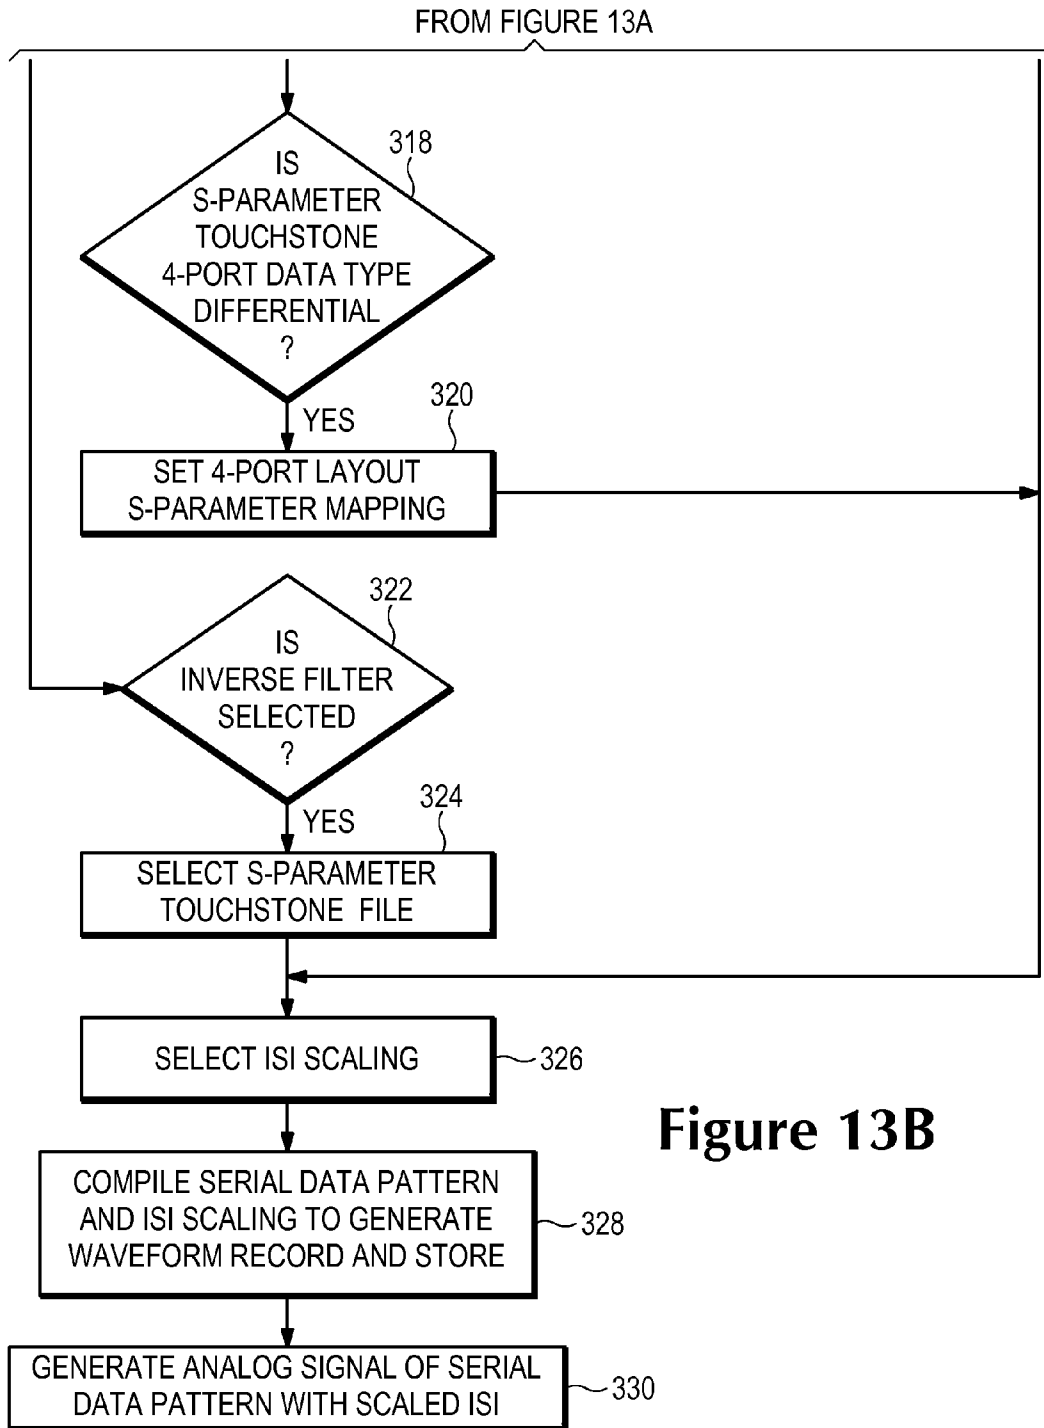 FROM FIGURE 13A
318
IS
S-PARAMETER
TOUCHSTONE
4-PORT DATA TYPE
DIFFERENTIAL
?
YES
320
SET 4-PORT LAYOUT
S-PARAMETER MAPPING
322
IS
INVERSE FILTER
SELECTED
?
YES
324
SELECT S-PARAMETER
TOUCHSTONE FILE
SELECT ISI SCALING
326
Figure 13B
COMPILE SERIAL DATA PATTERN
AND ISI SCALING TO GENERATE
WAVEFORM RECORD AND STORE
328
GENERATE ANALOG SIGNAL OF SERIAL
DATA PATTERN WITH SCALED ISI
330